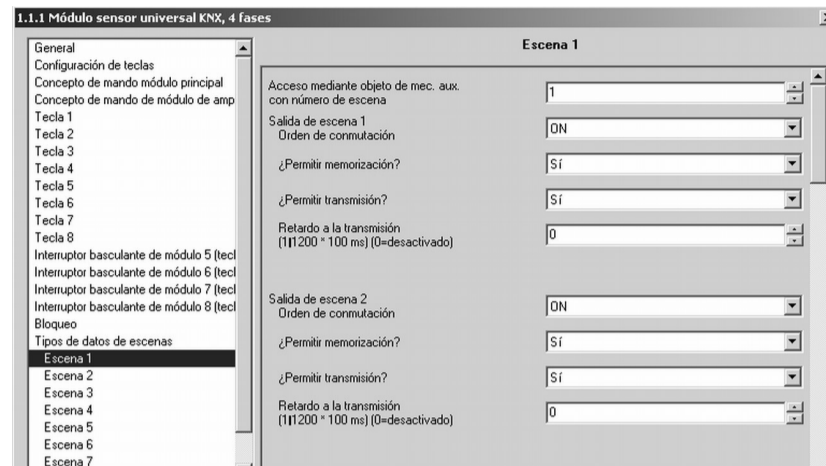 1.1.1 Módulo sensor universal KNX, 4 fases
General
Configuración de teclas
Concepto de mando módulo principal
Concepto de mando de módulo de amp
Tecla 1
Tecla 2
Tecla 3
Tecla 4
Tecla 5
Tecla 6
Tecla 7
Tecla 8
Interruptor basculante de módulo 5 (tecl
Interruptor basculante de módulo 6 (tecl
Interruptor basculante de módulo 7 (tecl
Interruptor basculante de módulo 8 (tecl
Bloqueo
Tipos de datos de escenas
Escena 1
Escena 2
Escena 3
Escena 4
Escena 5
Escena 6
Escena 7
Escena 1
Acceso mediante objeto de mec. aux.
con número de escena
1
Salida de escena 1
Orden de conmutación
ON
¿Permitir memorización?
Sí
¿Permitir transmisión?
Sí
Retardo a la transmisión
(1||1200 * 100 ms) (0=desactivado)
0
Salida de escena 2
Orden de conmutación
ON
¿Permitir memorización?
Sí
¿Permitir transmisión?
Sí
Retardo a la transmisión
(1||1200 * 100 ms) (0=desactivado)
0